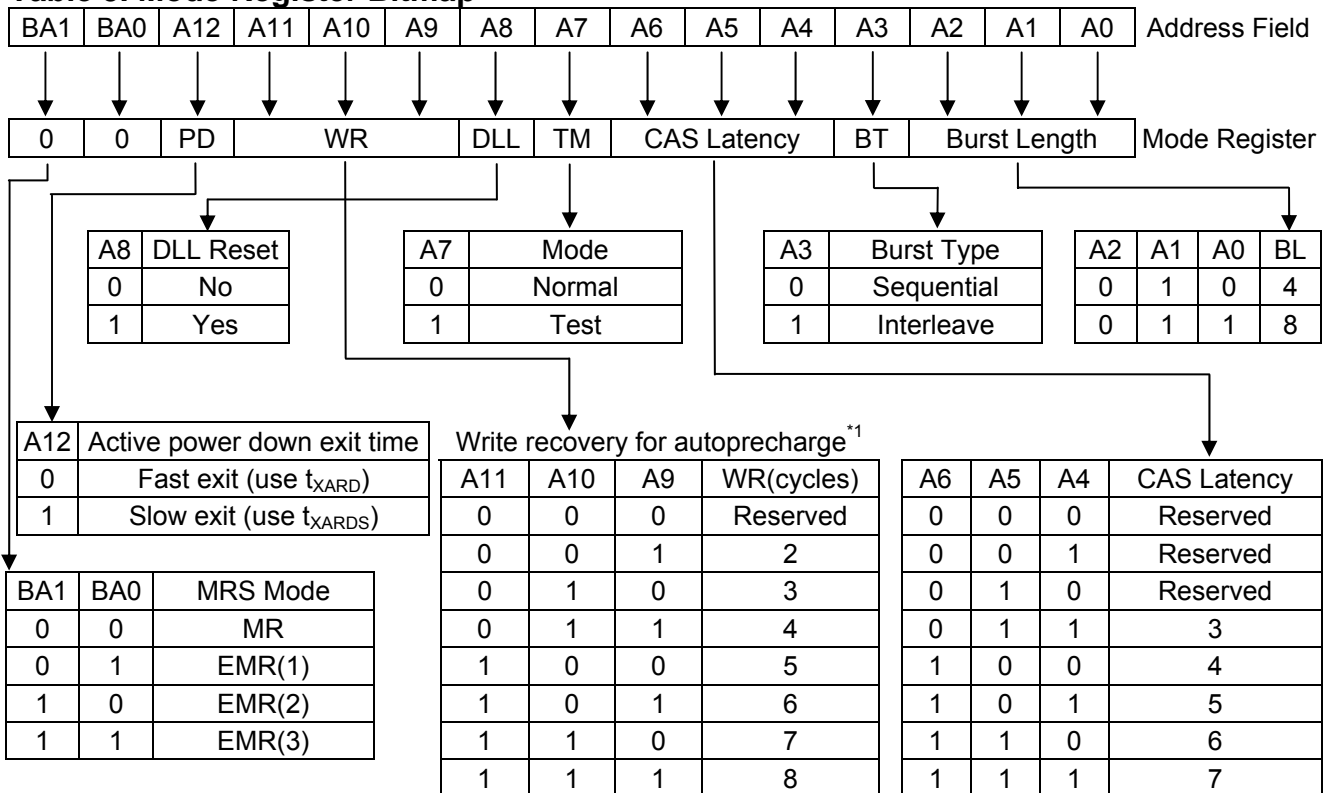 BA1 BA0 A12 A11 A10 A9 A8 A7 A6 A5 A4 A3 A2 A1 A0 Address Field
0 0 PD WR DLL TM CAS Latency BT Burst Length Mode Register
A8 DLL Reset
0 No
1 Yes
A7 Mode
0 Normal
1 Test
A3 Burst Type
0 Sequential
1 Interleave
A2 A1 A0 BL
0 1 0 4
0 1 1 8
A12 Active power down exit time
0 Fast exit (use tXARD)
1 Slow exit (use tXARDS)
BA1 BA0 MRS Mode
0 0 MR
0 1 EMR(1)
1 0 EMR(2)
1 1 EMR(3)
Write recovery for autoprecharge*1
A11 A10 A9 WR(cycles)
0 0 0 Reserved
0 0 1 2
0 1 0 3
0 1 1 4
1 0 0 5
1 0 1 6
1 1 0 7
1 1 1 8
A6 A5 A4 CAS Latency
0 0 0 Reserved
0 0 1 Reserved
0 1 0 Reserved
0 1 1 3
1 0 0 4
1 0 1 5
1 1 0 6
1 1 1 7